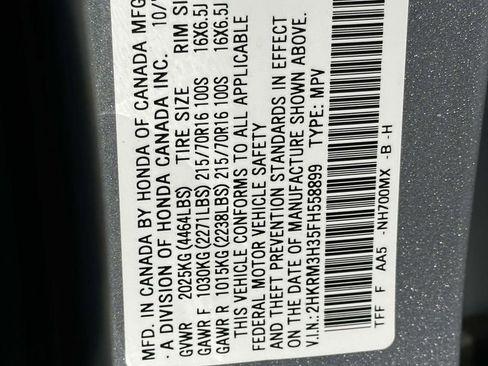 MFD. IN CANADA BY HONDA OF CANADA MFG
A DIVISION OF HONDA CANADA INC. 10/1
GVWR 2025KG (4464LBS) TIRE SIZE RIM SI
GAWR F 1030KG (2271LBS) 215/70R16 100S 16X6.5J
GAWR R 1015KG (2238LBS) 215/70R16 100S 16X6.5J
THIS VEHICLE CONFORMS TO ALL APPLICABLE
FEDERAL MOTOR VEHICLE SAFETY
AND THEFT PREVENTION STANDARDS IN EFFECT
ON THE DATE OF MANUFACTURE SHOWN ABOVE.
V.I.N.: 2HKRM3H35FH558899 TYPE: MPV
TFF F AA5 -NH700MX -B -H